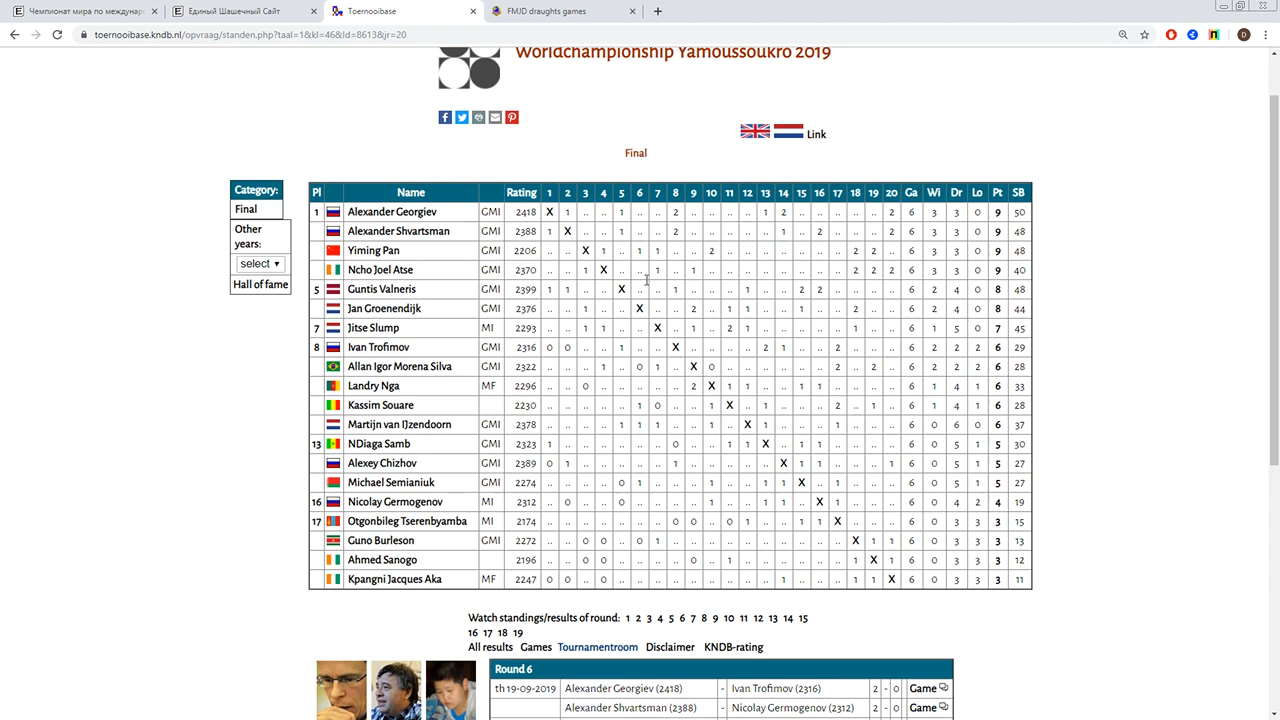 Чемпионат мира по междунаро
Единый Шашечный Сайт
Toernooibase
FMJD draughts games
toernooibase.kndb.nl/opvraag/standen.php?taal=1&kl=46&Id=8613&jr=20
Worldchampionship Yamoussoukro 2019
Link
Final
Category:
Final
Other years:
select
Hall of fame
Pl Name Rating 1 2 3 4 5 6 7 8 9 10 11 12 13 14 15 16 17 18 19 20 Ga Wi Dr Lo Pt SB
1 Alexander Georgiev GMI 2418 X 1 .. .. 1 .. .. 2 .. .. .. .. 1 2 .. .. .. .. .. 2 6 3 3 0 9 50
Alexander Shvartsman GMI 2388 1 X .. .. 1 .. .. 2 .. .. .. .. .. 1 .. 2 .. .. .. 2 6 3 3 0 9 48
Yiming Pan GMI 2206 .. .. X 1 .. 1 1 .. .. 2 .. .. .. .. .. .. .. 2 2 .. 6 3 3 0 9 48
Ncho Joel Atse GMI 2370 .. .. 1 X .. .. 1 .. 1 .. .. .. .. .. .. .. .. 2 2 2 6 3 3 0 9 40
5 Guntis Valneris GMI 2399 1 1 .. .. X .. .. 1 .. .. .. 1 .. .. 2 2 .. .. .. .. 6 2 4 0 8 48
Jan Groenendijk GMI 2376 .. .. 1 .. .. X .. .. 2 .. 1 1 .. .. 1 .. .. 2 .. .. 6 2 4 0 8 44
7 Jitse Slump MI 2293 .. .. 1 1 .. .. X .. 1 .. 2 1 .. .. .. .. .. 1 .. .. 6 1 5 0 7 45
8 Ivan Trofimov GMI 2316 0 0 .. .. 1 .. .. X .. .. .. .. 2 1 .. .. 2 .. .. .. 6 2 2 2 6 29
Allan Igor Morena Silva GMI 2322 .. .. .. 1 .. 0 1 .. X 0 .. .. .. .. .. .. 2 .. 2 .. 6 2 2 2 6 28
Landry Nga MF 2296 .. .. 0 .. .. .. .. .. 2 X 1 1 .. .. 1 1 .. .. .. .. 6 1 4 1 6 33
Kassim Souare 2230 .. .. .. .. .. 1 0 .. .. 1 X .. 1 .. .. .. 2 .. 1 .. 6 1 4 1 6 28
Martijn van IJzendoorn GMI 2378 .. .. .. .. 1 1 1 .. .. 1 .. X 1 .. .. .. 1 .. .. .. 6 0 6 0 6 37
13 NDiaga Samb GMI 2323 1 .. .. .. .. .. .. 0 .. .. 1 1 X .. 1 1 .. .. .. .. 6 0 5 1 5 30
Alexey Chizhov GMI 2389 0 1 .. .. .. .. .. 1 .. .. .. .. .. X 1 1 .. .. .. 1 6 0 5 1 5 27
Michael Semianiuk GMI 2274 .. .. .. .. 0 1 .. .. .. 1 .. .. 1 1 X .. 1 .. .. .. 6 0 5 1 5 27
16 Nicolay Germogenov MI 2312 .. 0 .. .. 0 .. .. .. .. 1 .. .. 1 1 .. X 1 .. .. .. 6 0 4 2 4 19
17 Otgonbileg Tserenbyamba MI 2174 .. .. .. .. .. .. .. 0 0 .. 0 1 .. .. 1 1 X .. .. .. 6 0 3 3 3 15
Guno Burleson GMI 2272 .. .. 0 0 .. 0 1 .. .. .. .. .. .. .. .. .. .. X 1 1 6 0 3 3 3 13
Ahmed Sanogo 2196 .. .. 0 0 .. .. .. .. 0 .. 1 .. .. .. .. .. .. 1 X 1 6 0 3 3 3 12
Kpangni Jacques Aka MF 2247 0 0 .. 0 .. .. .. .. .. .. .. .. .. 1 .. .. .. 1 1 X 6 0 3 3 3 11
Watch standings/results of round: 1 2 3 4 5 6 7 8 9 10 11 12 13 14 15
16 17 18 19
All results Games Tournamentroom Disclaimer KNDB-rating
Round 6
th 19-09-2019 Alexander Georgiev (2418) - Ivan Trofimov (2316) 2 - 0 Game
Alexander Shvartsman (2388) - Nicolay Germogenov (2312) 2 - 0 Game